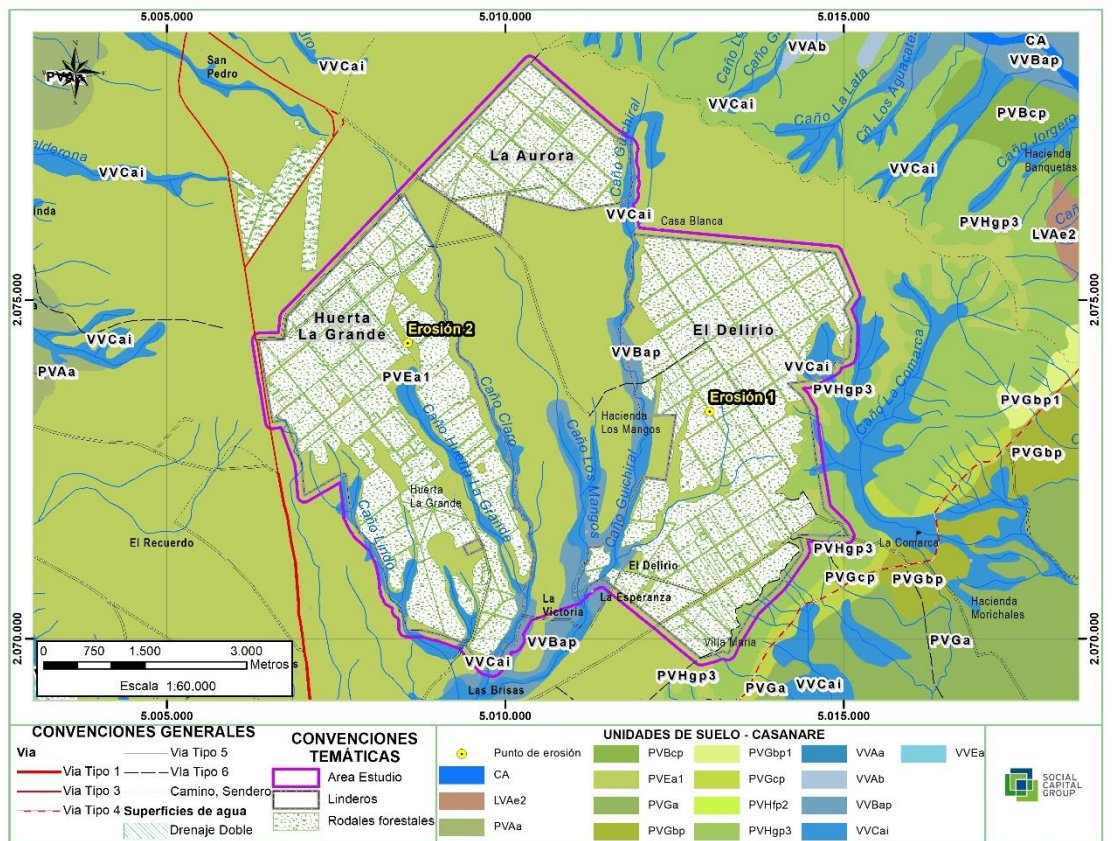 5.005.000
5.010.000
5.015.000
N
San
Pedro
VVCai
VVAb
Caño La Lata
Cñ. Los Aguacates
CA
VVBap
VVCai
PVBcp
Caño Jorgero
Hacienda
Banquetas
VVCai
VVCai
PVHgp3
LVAe2
La Aurora
Caño Guichiral
VVCai
Casa Blanca
2.075.000
2.075.000
Huerta
La Grande
Erosión 2
El Delirio
VVCai
PVAa
PVEa1
VVBap
VVCai
PVHgp3
Caño La Comarca
Erosión 1
PVGbp1
PVGbp
Hacienda
Los Mangos
Caño Claro
Caño Huerta La Grande
Caño Los Mangos
Caño Guichiral
Huerta
La Grande
Caño Lindo
El Recuerdo
La Comarca
PVHgp3
El Delirio
PVGcp
PVGbp
La Esperanza
La
Victoria
Hacienda
Morichales
2.070.000
2.070.000
VVBap
Villa Maria
PVGa
VVCai
PVHgp3
PVGa
VVCai
Las Brisas
0 750 1.500 3.000
Metros
Escala 1:60.000
5.005.000
5.010.000
5.015.000
CONVENCIONES GENERALES
Via
Via Tipo 1
Via Tipo 3
Via Tipo 4
Via Tipo 5
VIa Tipo 6
Camino, Sendero
Superficies de agua
Drenaje Doble
CONVENCIONES
TEMÁTICAS
Area Estudio
Linderos
Rodales forestales
UNIDADES DE SUELO - CASANARE
Punto de erosión
CA
LVAe2
PVAa
PVBcp
PVEa1
PVGa
PVGbp
PVGbp1
PVGcp
PVHfp2
PVHgp3
VVAa
VVAb
VVBap
VVCai
VVEa
SOCIAL
CAPITAL
GROUP